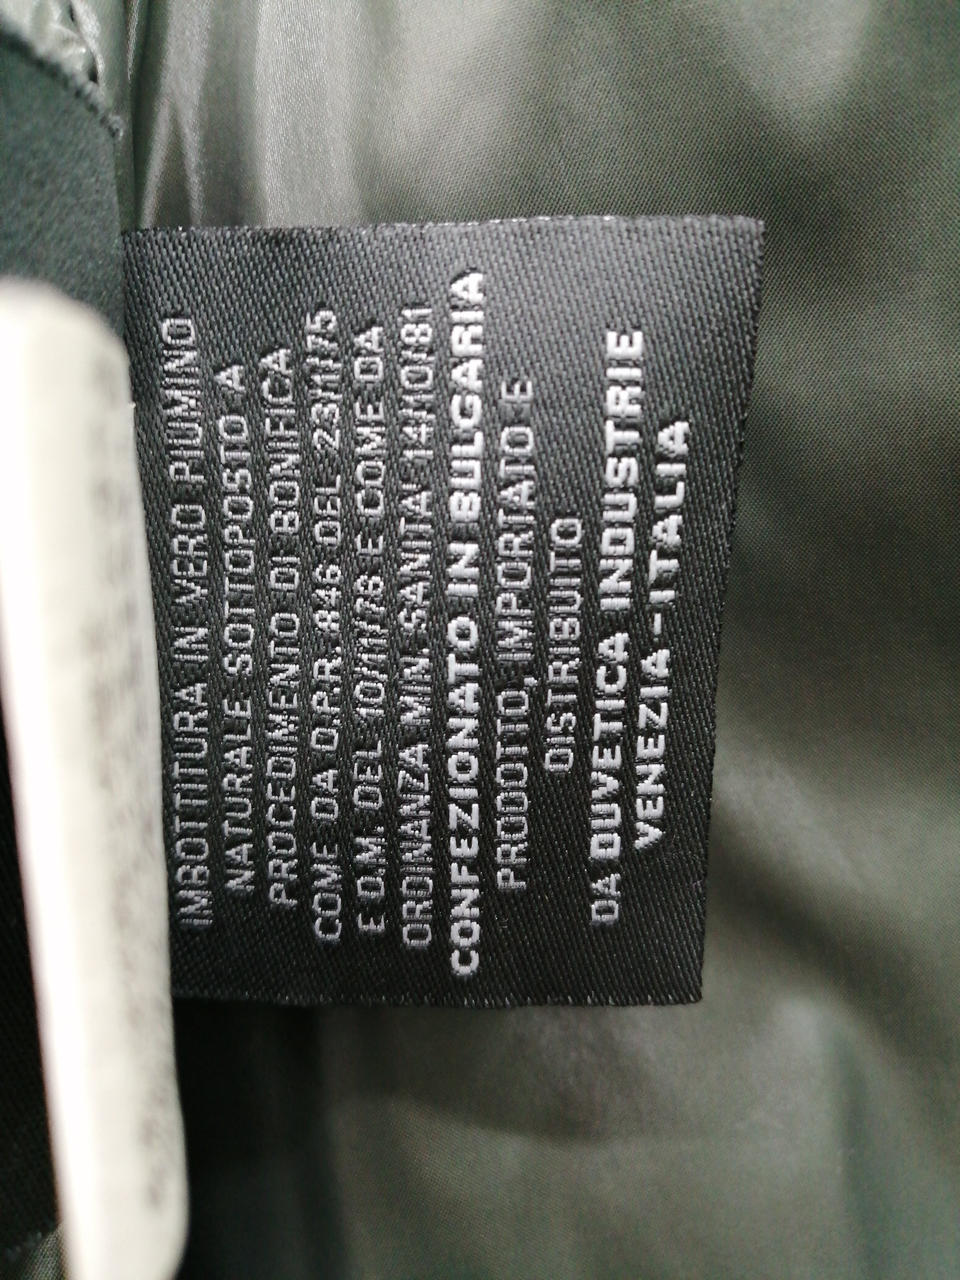 IMBOTTITURA IN VERO PIUMINO
NATURALE SOTTOPOSTO A
PROCEDIMENTO DI BONIFICA
COME DA D.P.R. 846 DEL 23/1/75
E D.M. DEL 10/11/76 E COME DA
ORDINANZA MIN. SANITA' 14/10/81
CONFEZIONATO IN BULGARIA
PRODOTTO, IMPORTATO E
DISTRIBUITO
DA DUVETICA INDUSTRIE
VENEZIA - ITALIA